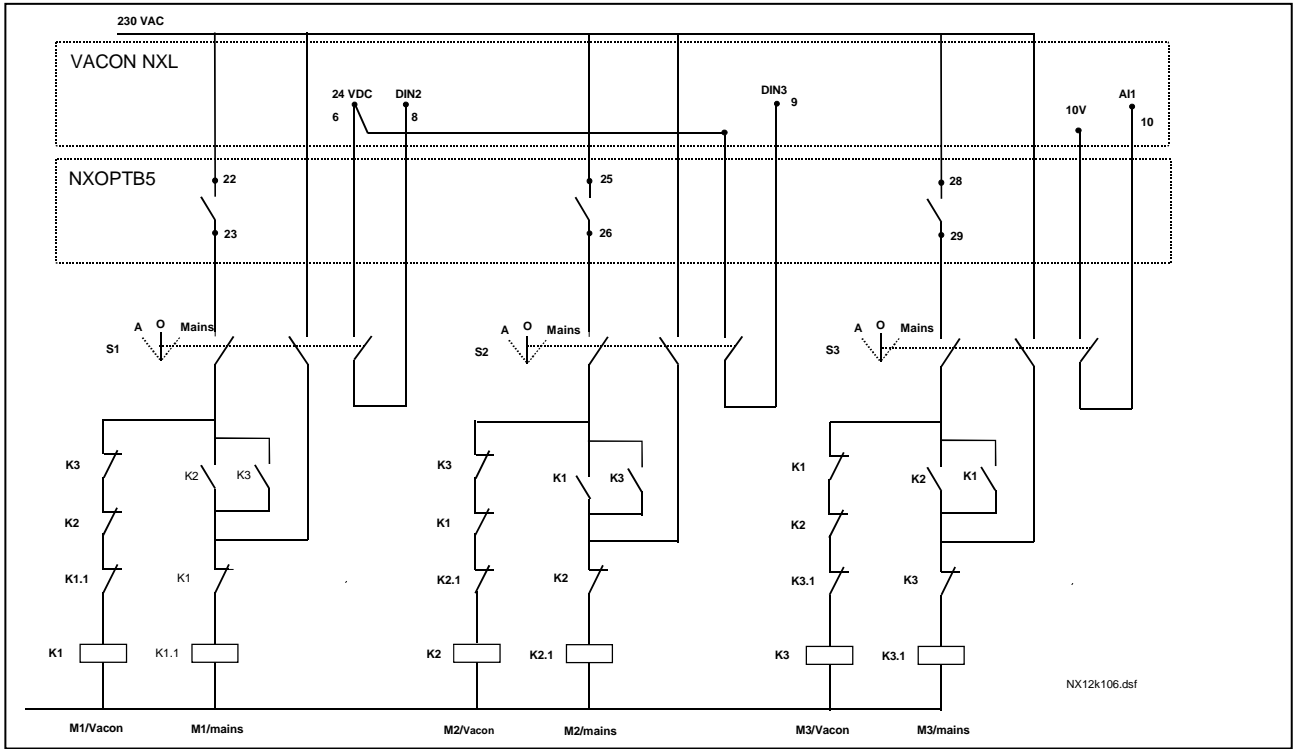 230 VAC
VACON NXL
24 VDC DIN2 DIN3 AI1
6 8 9 10V 10
NXOPTB5
22 25 28
23 26 29
A O Mains A O Mains A O Mains
S1 S2 S3
K3 K2 K3 K3 K1 K3 K1 K2 K1
K2 K1 K2
K1.1 K1 K2.1 K2 K3.1 K3
K1 K1.1 K2 K2.1 K3 K3.1
NX12k106.dsf
M1/Vacon M1/mains M2/Vacon M2/mains M3/Vacon M3/mains